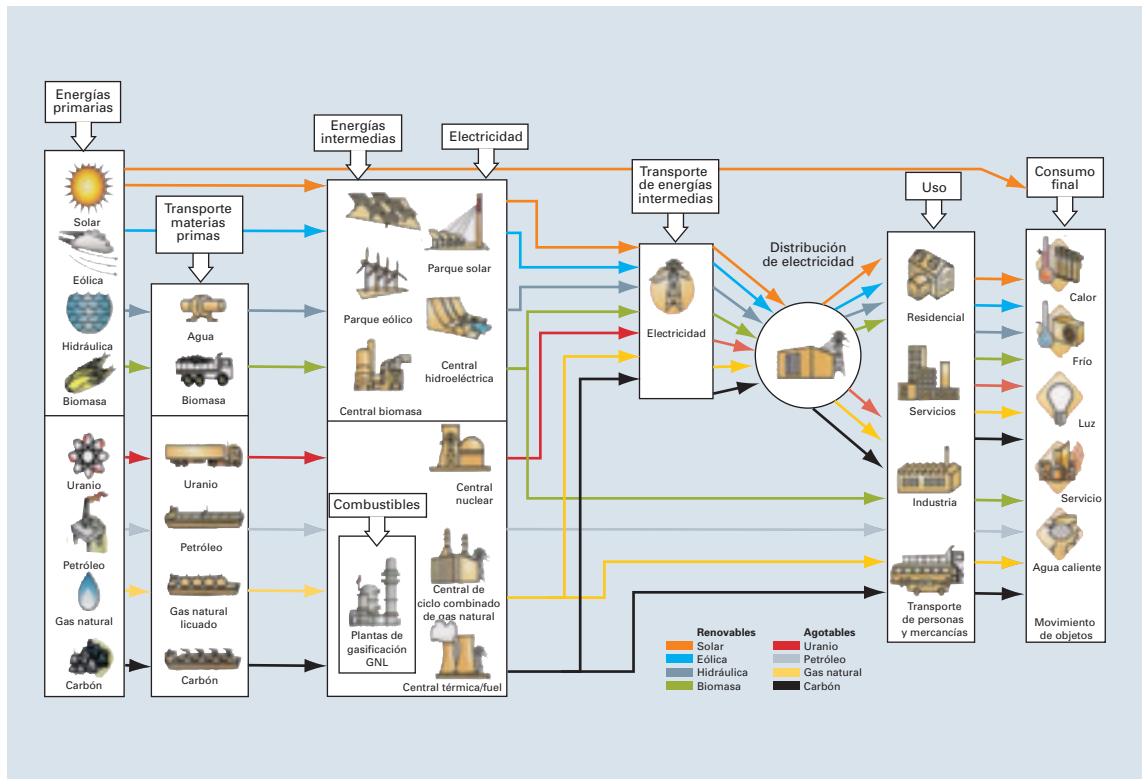 Energías
primarias
Energías
intermedias
Electricidad
Transporte
de energías
intermedias
Uso
Consumo
final
Transporte
materias
primas
Solar
Eólica
Hidráulica
Biomasa
Uranio
Petróleo
Gas natural
Carbón
Agua
Biomasa
Uranio
Petróleo
Gas natural
licuado
Carbón
Parque solar
Parque eólico
Central
hidroeléctrica
Central biomasa
Central
nuclear
Combustibles
Central de
ciclo combinado
de gas natural
Plantas de
gasificación
GNL
Central térmica/fuel
Electricidad
Distribución
de electricidad
Residencial
Servicios
Industria
Transporte
de personas
y mercancías
Calor
Frío
Luz
Servicio
Agua caliente
Movimiento
de objetos
Renovables
Solar
Eólica
Hidráulica
Biomasa
Agotables
Uranio
Petróleo
Gas natural
Carbón